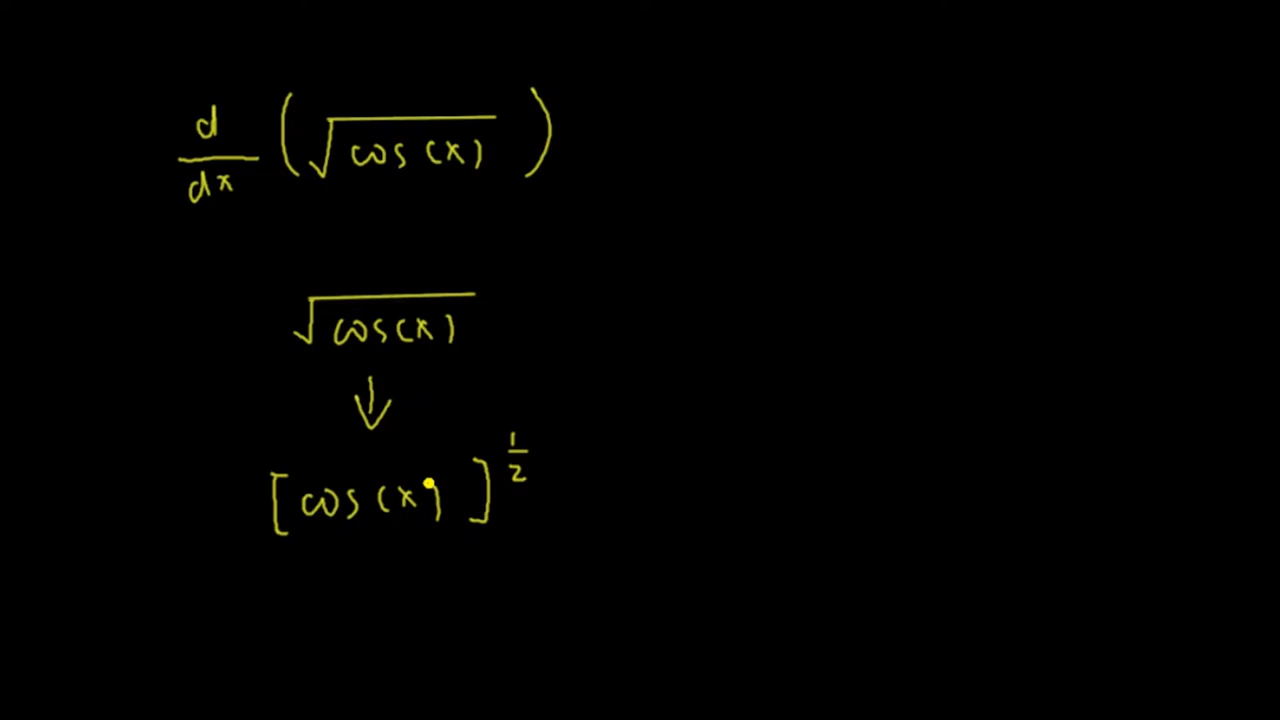 d/dx (√cos(x))
√cos(x)
↓
[cos(x)]^1/2